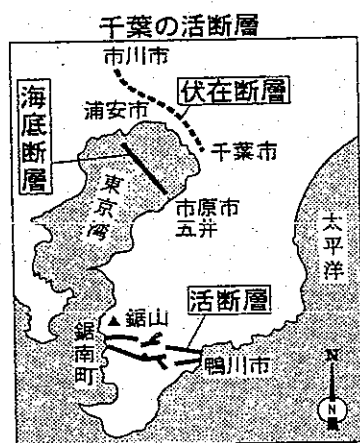 千葉の活断層
市川市
伏在断層
海底断層
浦安市
千葉市
東京湾
市原市
五井
太平洋
活断層
▲鋸山
鋸南町
鴨川市
N
N